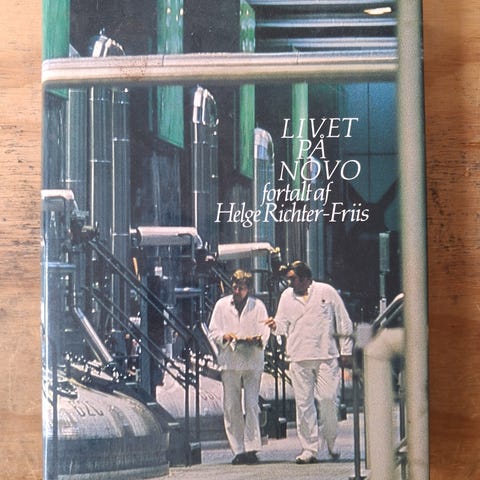 LIVET
PÅ
NOVO
fortalt af
Helge Richter-Friis